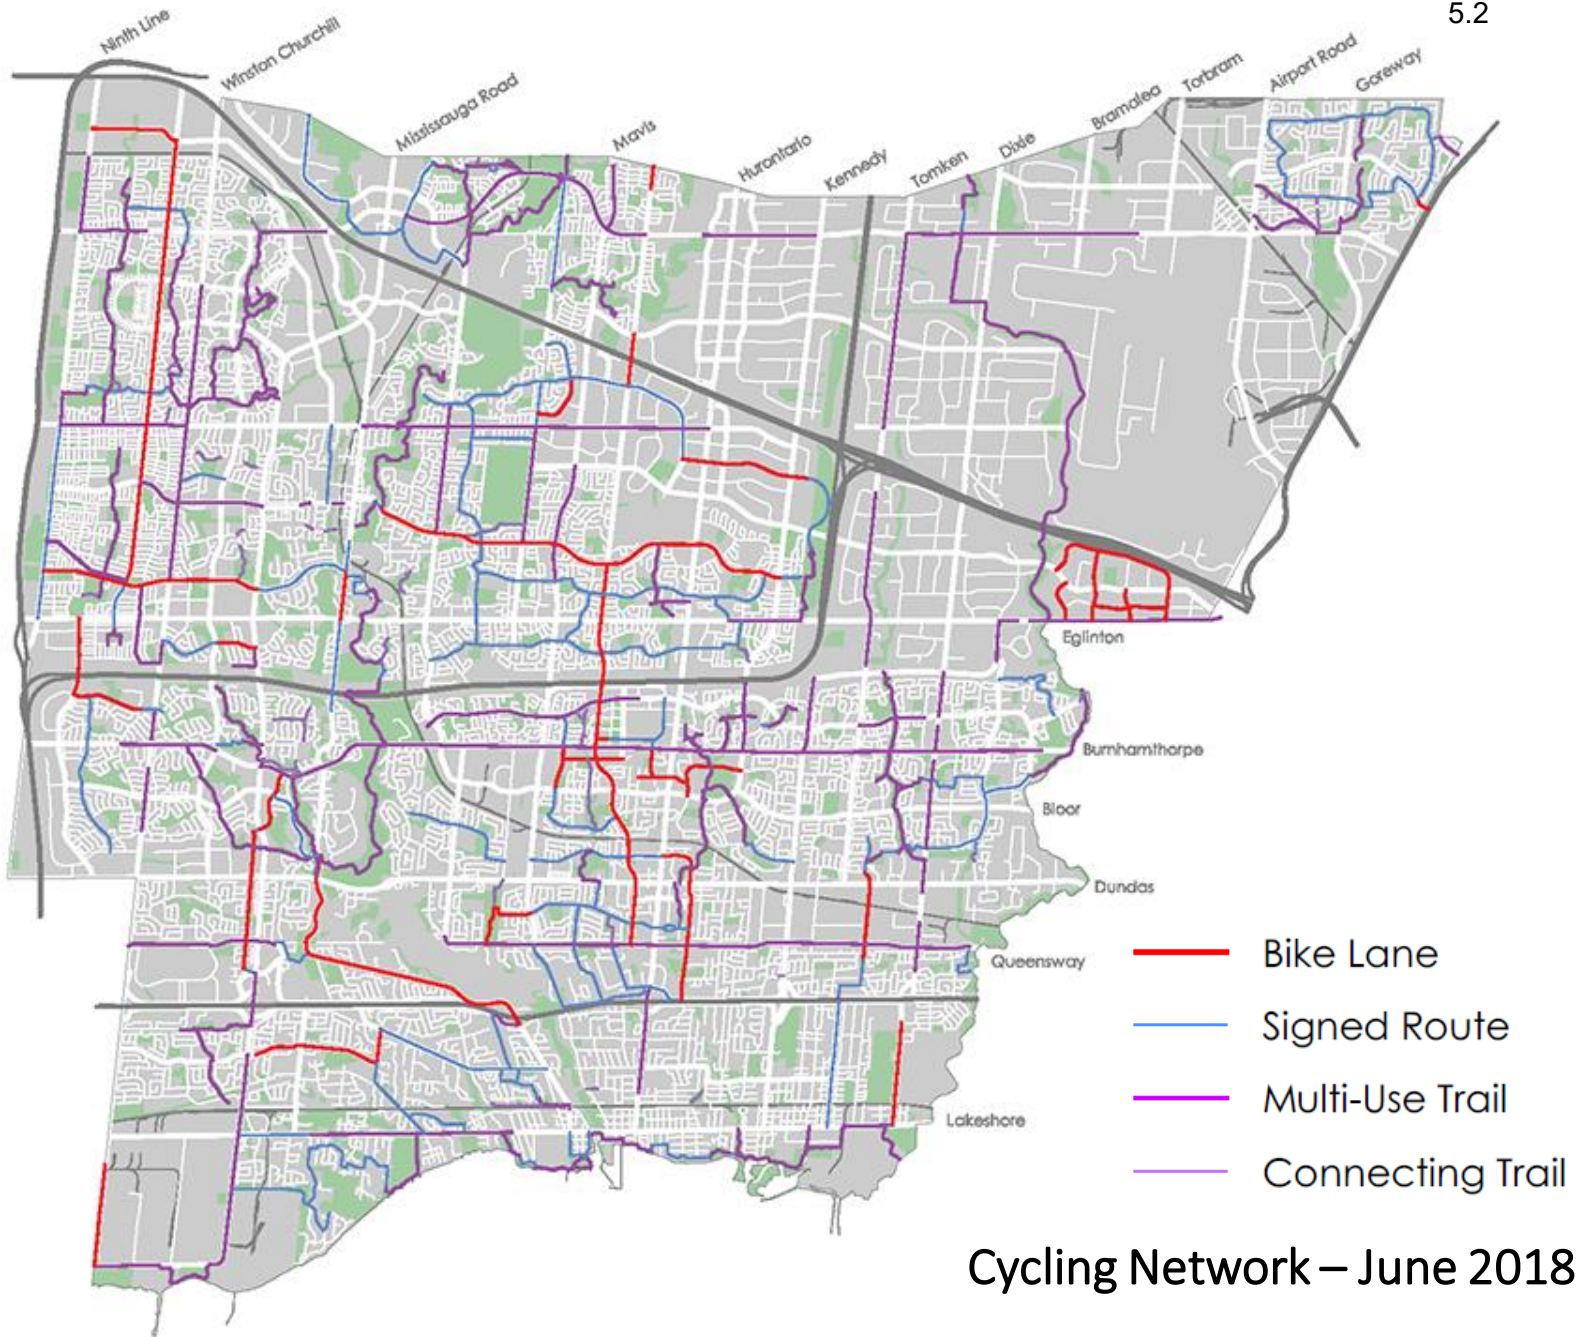 5.2
Ninth Line
Winston Churchill
Mississauga Road
Mavis
Hurontario
Kennedy
Tomken
Dixie
Bramalea
Torbram
Airport Road
Goreway
Eglinton
Burnhamthorpe
Bloor
Dundas
Queensway
Lakeshore
Bike Lane
Signed Route
Multi-Use Trail
Connecting Trail
Cycling Network – June 2018